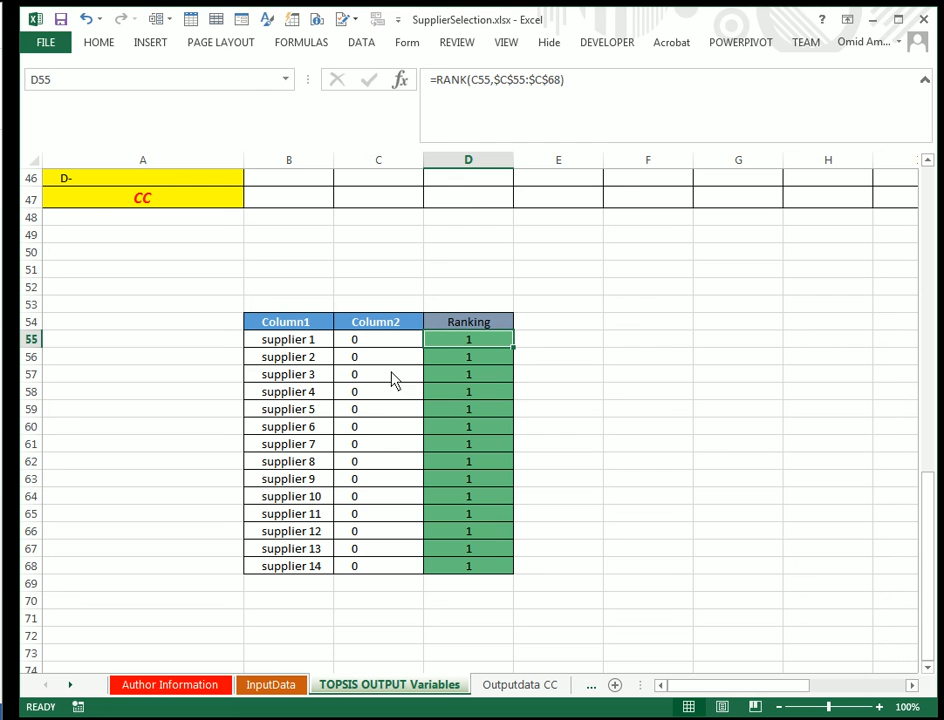 SupplierSelection.xlsx - Excel
?
FILE HOME INSERT PAGE LAYOUT FORMULAS DATA Form REVIEW VIEW Hide DEVELOPER Acrobat POWERPIVOT TEAM Omid Am...
D55 fx =RANK(C55,$C$55:$C$68)
A B C D E F G H
46 D-
47 CC
48
49
50
51
52
53
54 Column1 Column2 Ranking
55 supplier 1 0 1
56 supplier 2 0 1
57 supplier 3 0 1
58 supplier 4 0 1
59 supplier 5 0 1
60 supplier 6 0 1
61 supplier 7 0 1
62 supplier 8 0 1
63 supplier 9 0 1
64 supplier 10 0 1
65 supplier 11 0 1
66 supplier 12 0 1
67 supplier 13 0 1
68 supplier 14 0 1
69
70
71
72
73
74
Author Information InputData TOPSIS OUTPUT Variables Outputdata CC ...
READY 100%